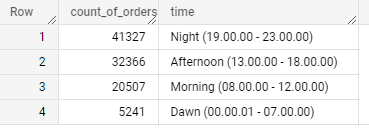 Row count_of_orders time
1 41327 Night (19.00.00 - 23.00.00)
2 32366 Afternoon (13.00.00 - 18.00.00)
3 20507 Morning (08.00.00 - 12.00.00)
4 5241 Dawn (00.00.01 - 07.00.00)